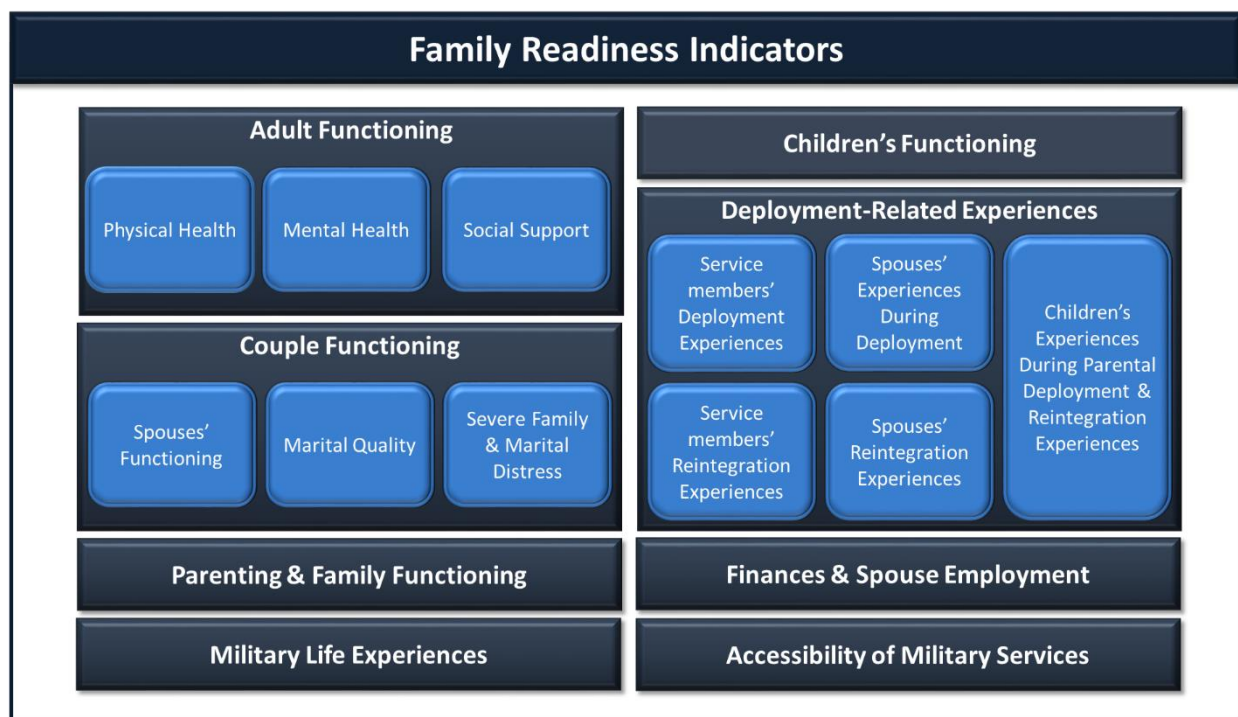 Family Readiness Indicators
Adult Functioning
Physical Health
Mental Health
Social Support
Couple Functioning
Spouses’
Functioning
Marital Quality
Severe Family
& Marital
Distress
Parenting & Family Functioning
Military Life Experiences
Children’s Functioning
Deployment-Related Experiences
Service
members’
Deployment
Experiences
Spouses’
Experiences
During
Deployment
Service
members’
Reintegration
Experiences
Spouses’
Reintegration
Experiences
Children’s
Experiences
During Parental
Deployment &
Reintegration
Experiences
Finances & Spouse Employment
Accessibility of Military Services